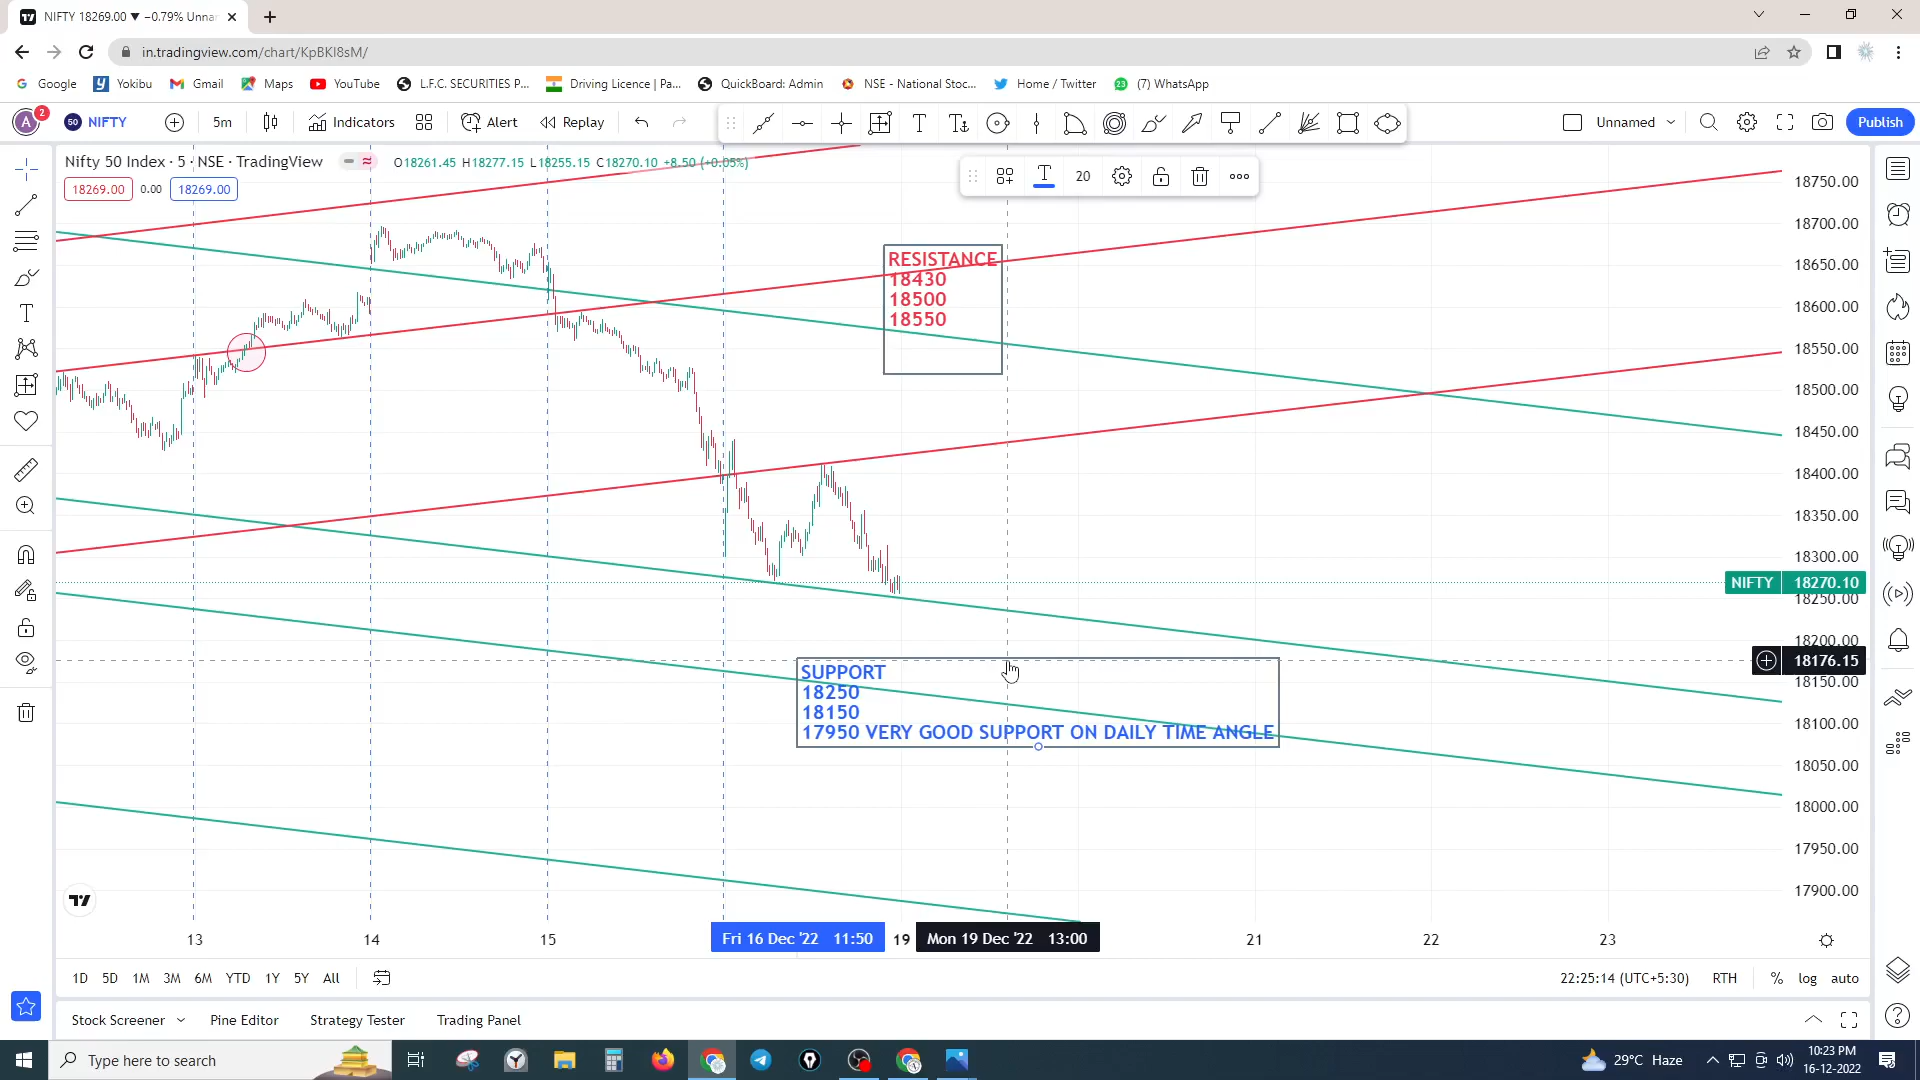 NIFTY 18269.00 ▼ −0.79% Unnar
in.tradingview.com/chart/KpBKI8sM/
Google
Yokibu
Gmail
Maps
YouTube
L.F.C. SECURITIES P...
Driving Licence | Pa...
QuickBoard: Admin
NSE - National Stoc...
Home / Twitter
23
(7) WhatsApp
A
2
50
NIFTY
5m
Indicators
Alert
Replay
Unnamed
Publish
Nifty 50 Index · 5 · NSE · TradingView
O18261.45 H18277.15 L18255.15 C18270.10 +8.50 (+0.05%)
18269.00
0.00
18269.00
20
RESISTANCE
18430
18500
18550
SUPPORT
18250
18150
17950 VERY GOOD SUPPORT ON DAILY TIME ANGLE
18750.00
18700.00
18650.00
18600.00
18550.00
18500.00
18450.00
18400.00
18350.00
18300.00
NIFTY 18270.10
18250.00
18200.00
18176.15
18150.00
18100.00
18050.00
18000.00
17950.00
17900.00
13
14
15
Fri 16 Dec '22 11:50
19
Mon 19 Dec '22 13:00
21
22
23
1D
5D
1M
3M
6M
YTD
1Y
5Y
All
22:25:14 (UTC+5:30)
RTH
%
log
auto
Stock Screener
Pine Editor
Strategy Tester
Trading Panel
Type here to search
29°C Haze
10:23 PM
16-12-2022